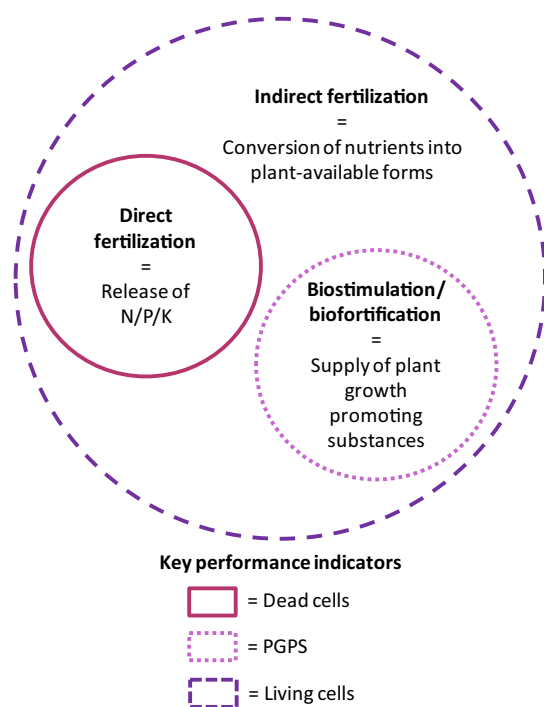 Indirect fertilization
=
Conversion of nutrients into
plant-available forms
Direct
fertilization
=
Release of
N/P/K
Biostimulation/
biofortification
=
Supply of plant
growth
promoting
substances
Key performance indicators
= Dead cells
= PGPS
= Living cells